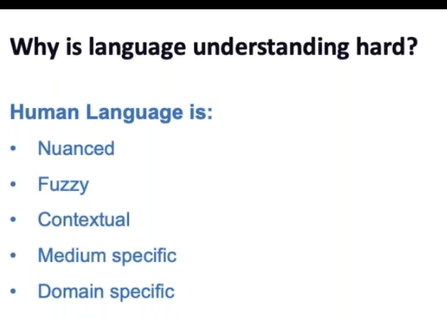 Why is language understanding hard?
Human Language is:
• Nuanced
• Fuzzy
• Contextual
• Medium specific
• Domain specific